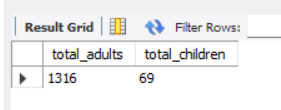 Result Grid Filter Rows:
total_adults total_children
1316 69